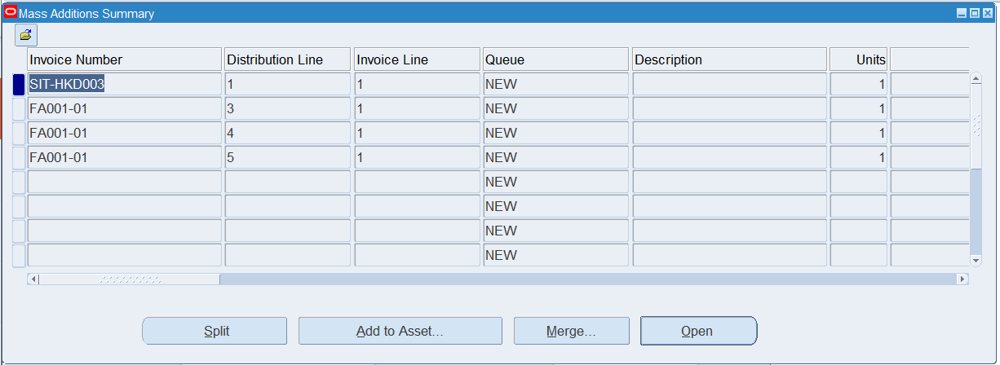 Mass Additions Summary
Invoice Number Distribution Line Invoice Line Queue Description Units
SIT-HKD003 1 1 NEW 1
FA001-01 3 1 NEW 1
FA001-01 4 1 NEW 1
FA001-01 5 1 NEW 1
NEW
NEW
NEW
NEW
Split Add to Asset... Merge... Open